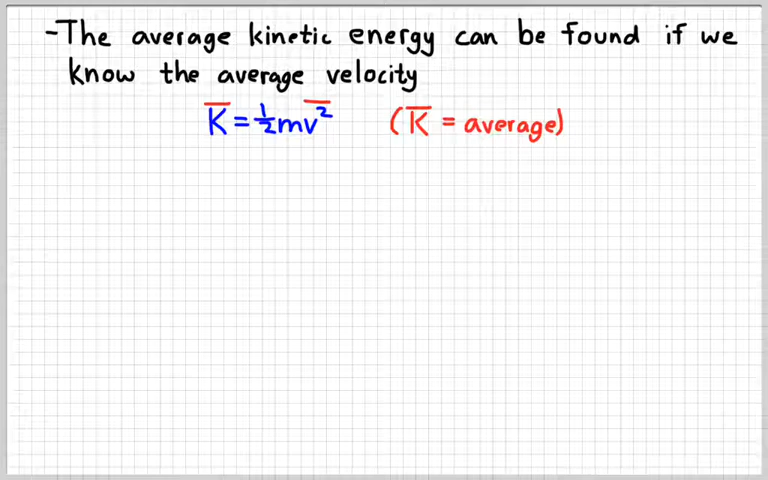 -The average kinetic energy can be found if we
know the average velocity
K̅ = ½mv̅²̅ (K̅ = average)